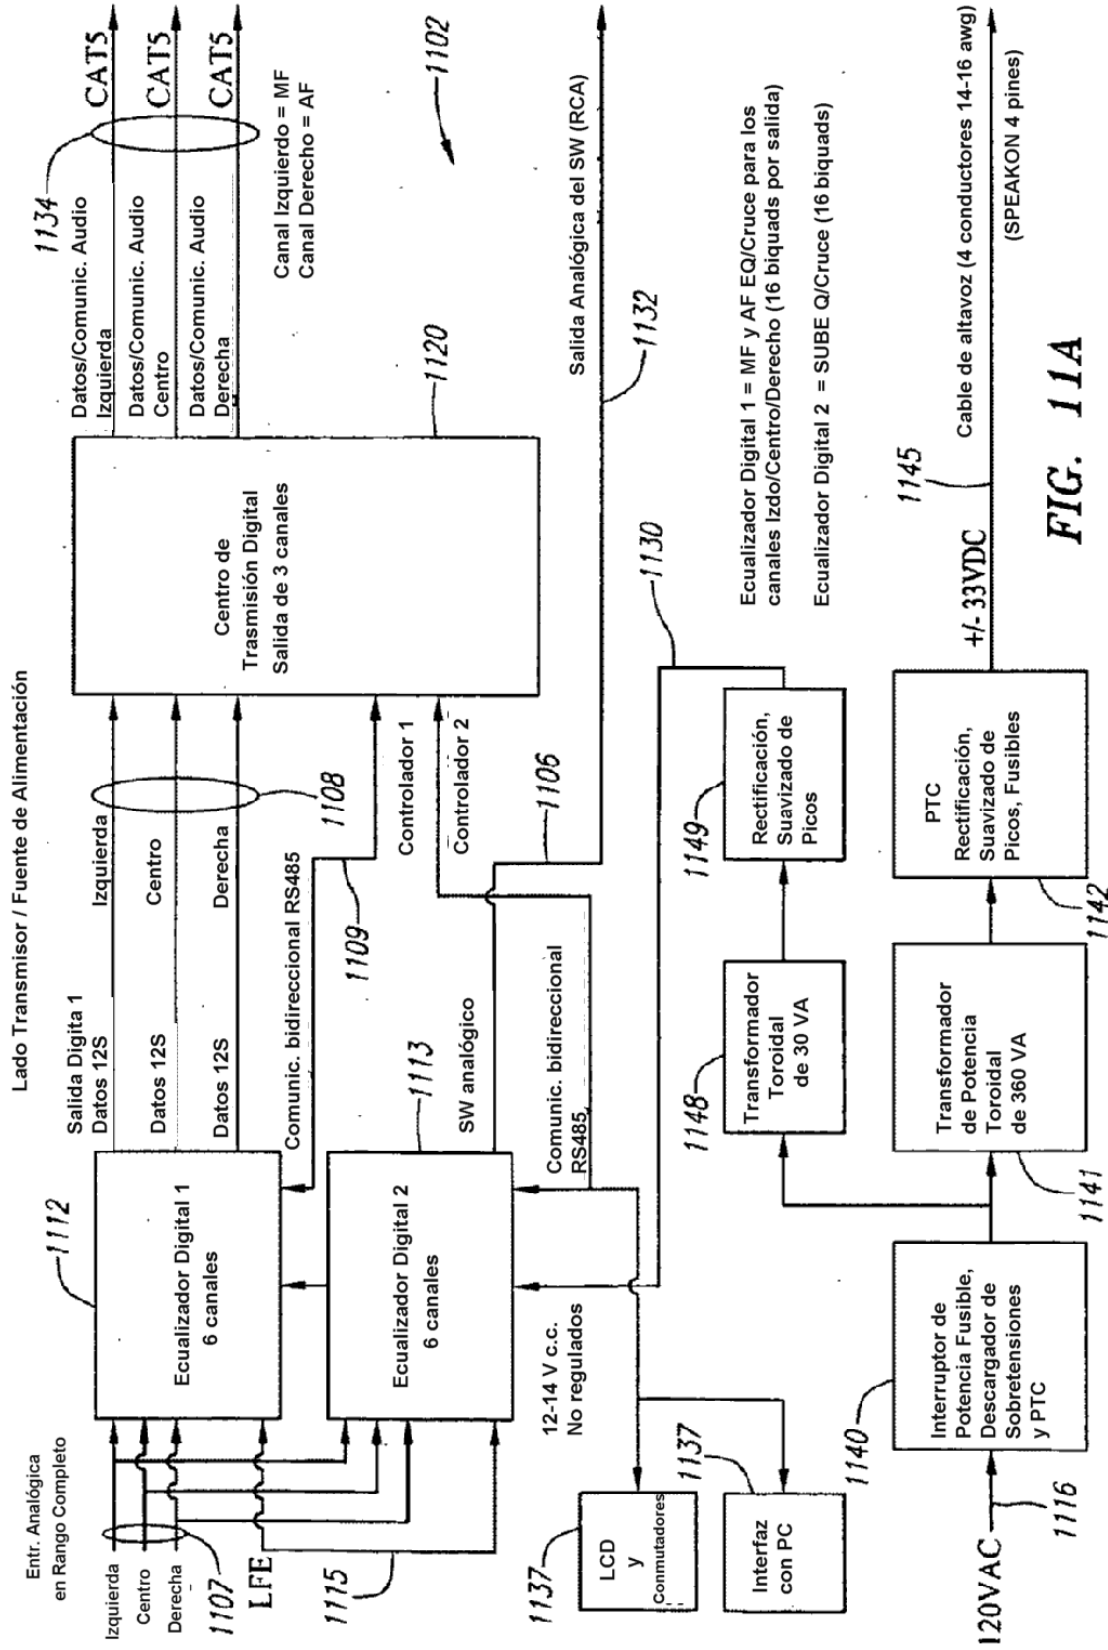 Lado Transmisor / Fuente de Alimentación
Entr. Analógica
en Rango Completo
Izquierda
Centro
Derecha
1107
LFE
1115
1112
Ecualizador Digital 1
6 canales
Ecualizador Digital 2
6 canales
1113
Salida Digita 1
Datos 12S
Datos 12S
Datos 12S
Izquierda
Centro
Derecha
1108
Comunic. bidireccional RS485
1109
Controlador 1
Controlador 2
SW analógico
1106
Comunic. bidireccional
RS485
Centro de
Trasmisión Digital
Salida de 3 canales
1120
Datos/Comunic. Audio
Izquierda
Datos/Comunic. Audio
Centro
Datos/Comunic. Audio
Derecha
1134
CAT5
CAT5
CAT5
Canal Izquierdo = MF
Canal Derecho = AF
1102
Salida Analógica del SW (RCA)
1132
12-14 V c.c.
No regulados
1130
1137
LCD
y
Conmutadores
1137
Interfaz
con PC
1148
Transformador
Toroidal
de 30 VA
1149
Rectificación,
Suavizado de
Picos
Ecualizador Digital 1 = MF y AF EQ/Cruce para los
canales Izdo/Centro/Derecho (16 biquads por salida)
Ecualizador Digital 2 = SUBE Q/Cruce (16 biquads)
120VAC
1116
1140
Interruptor de
Potencia Fusible,
Descargador de
Sobretensiones
y PTC
Transformador
de Potencia
Toroidal
de 360 VA
1141
PTC
Rectificación,
Suavizado de
Picos, Fusibles
1142
+/- 33VDC
1145
Cable de altavoz (4 conductores 14-16 awg)
(SPEAKON 4 pines)
FIG. 11A